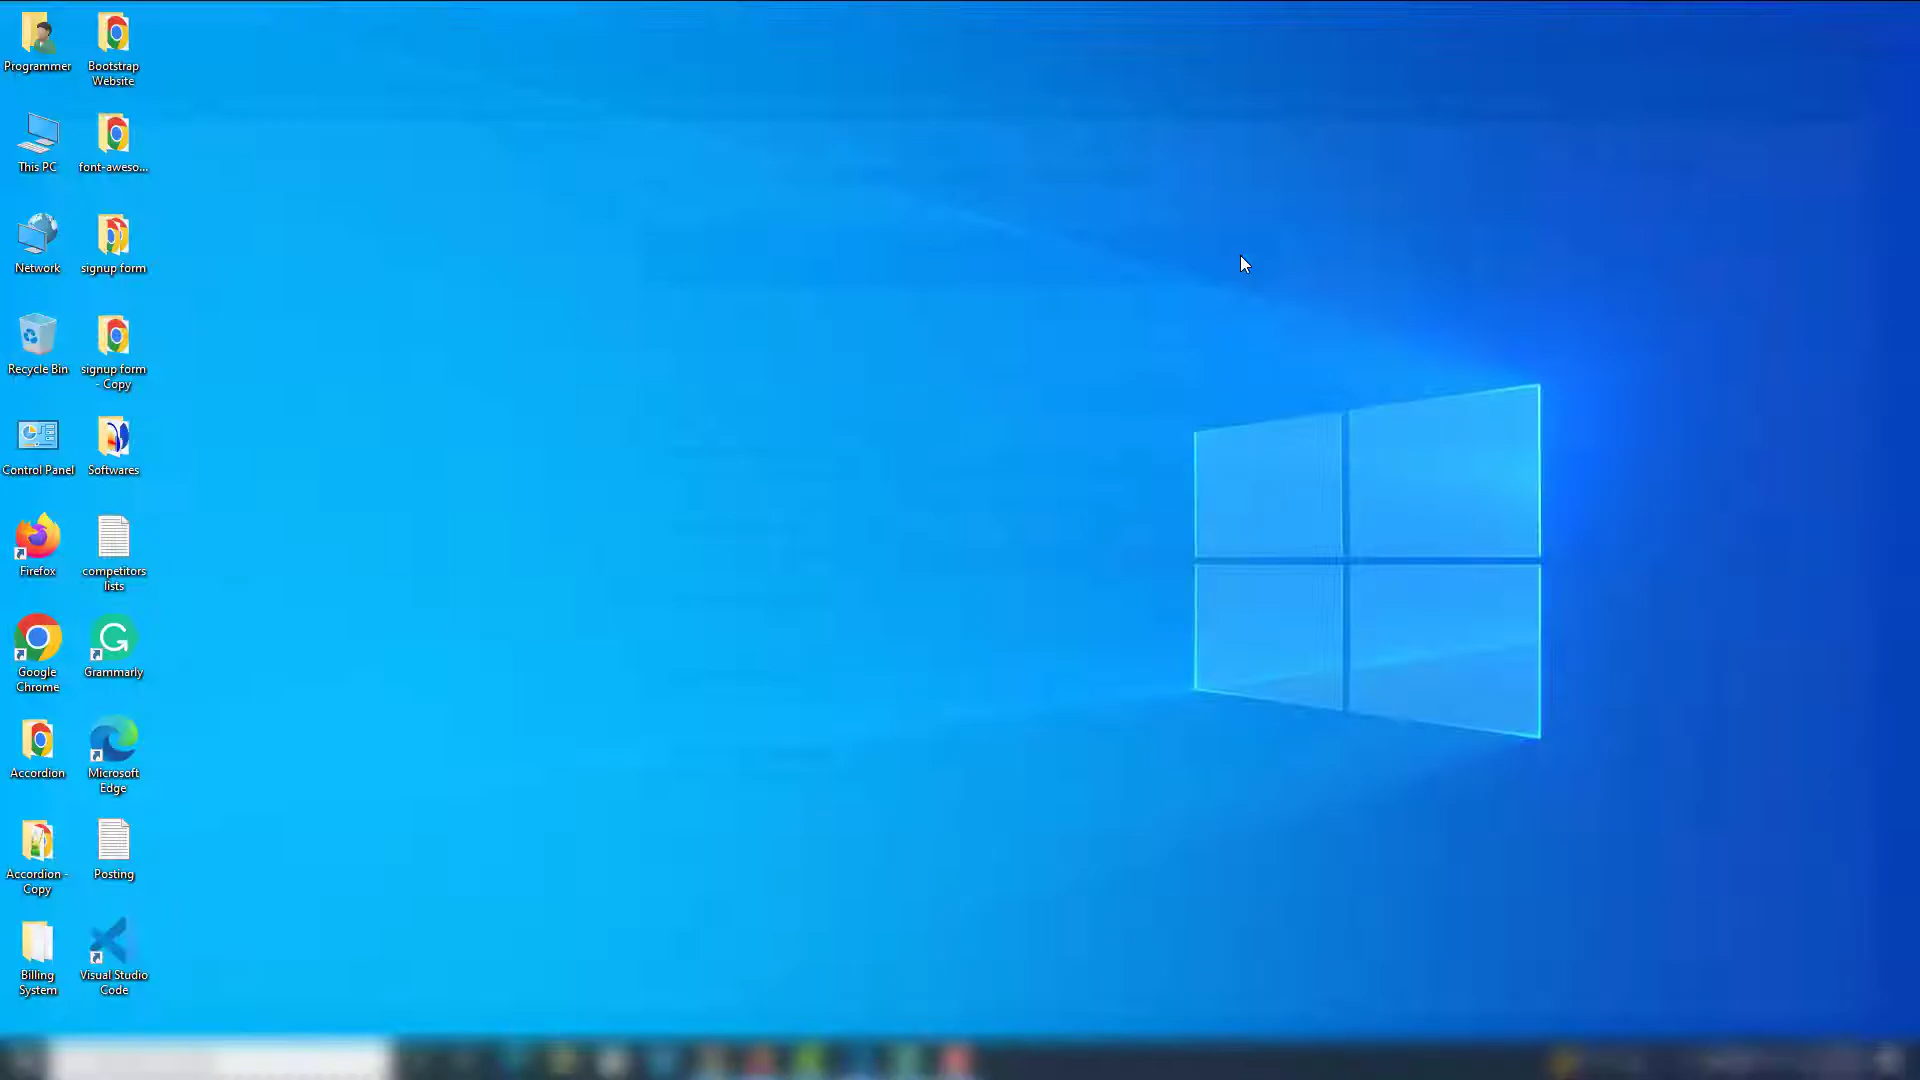 Programmer
Bootstrap
Website
This PC
font-aweso...
Network
signup form
Recycle Bin
signup form
- Copy
Control Panel
Softwares
Firefox
competitors
lists
Google
Chrome
Grammarly
Accordion
Microsoft
Edge
Accordion -
Copy
Posting
Billing
System
Visual Studio
Code